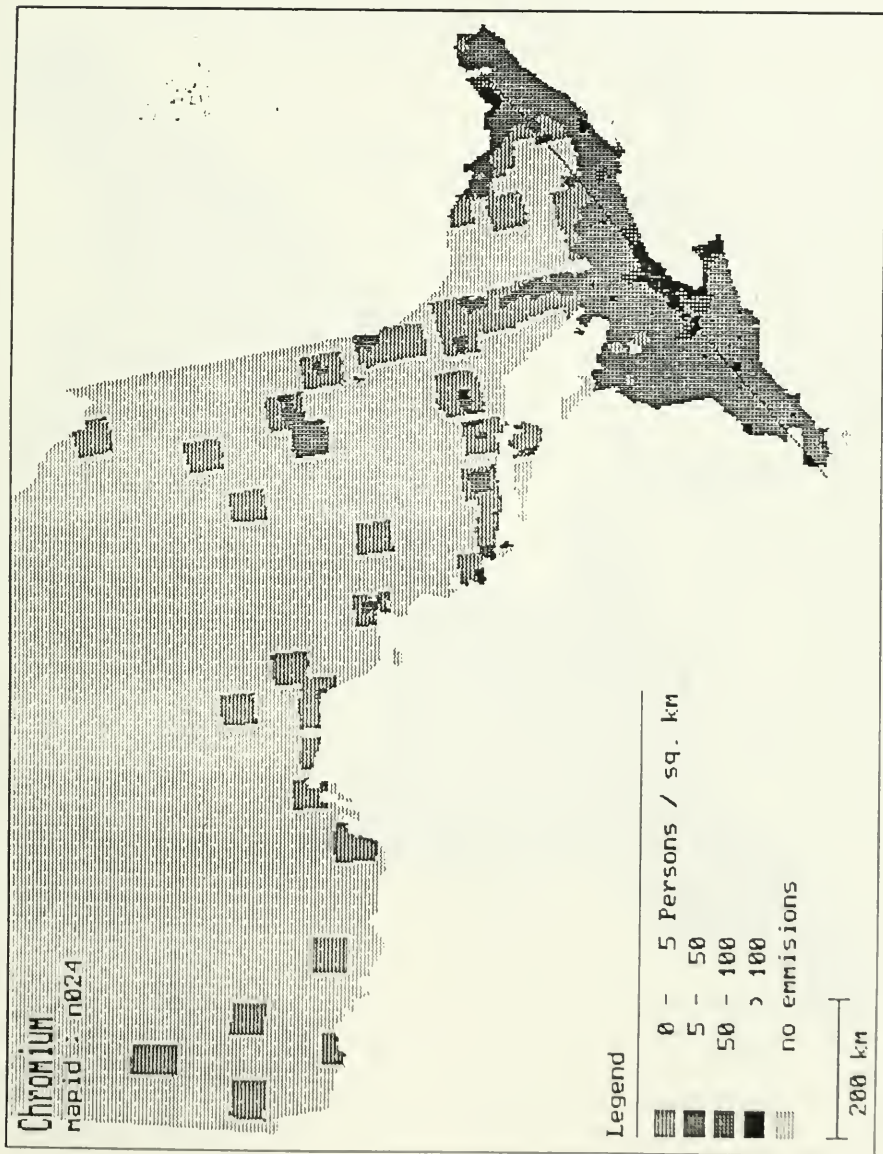 Chromium
mapid : n024
Legend
0 - 5 Persons / sq. km
5 - 50
50 - 100
> 100
no emmisions
200 km